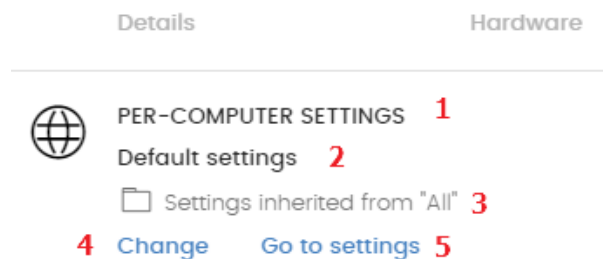 Details Hardware
PER-COMPUTER SETTINGS 1
Default settings 2
Settings inherited from "All" 3
4 Change Go to settings 5